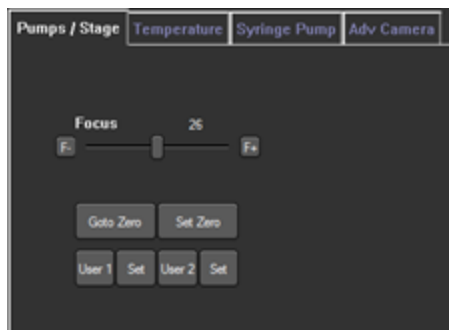 Pumps / Stage Temperature Syringe Pump Adv Camera
Focus 26
F- F+
Goto Zero Set Zero
User 1 Set User 2 Set